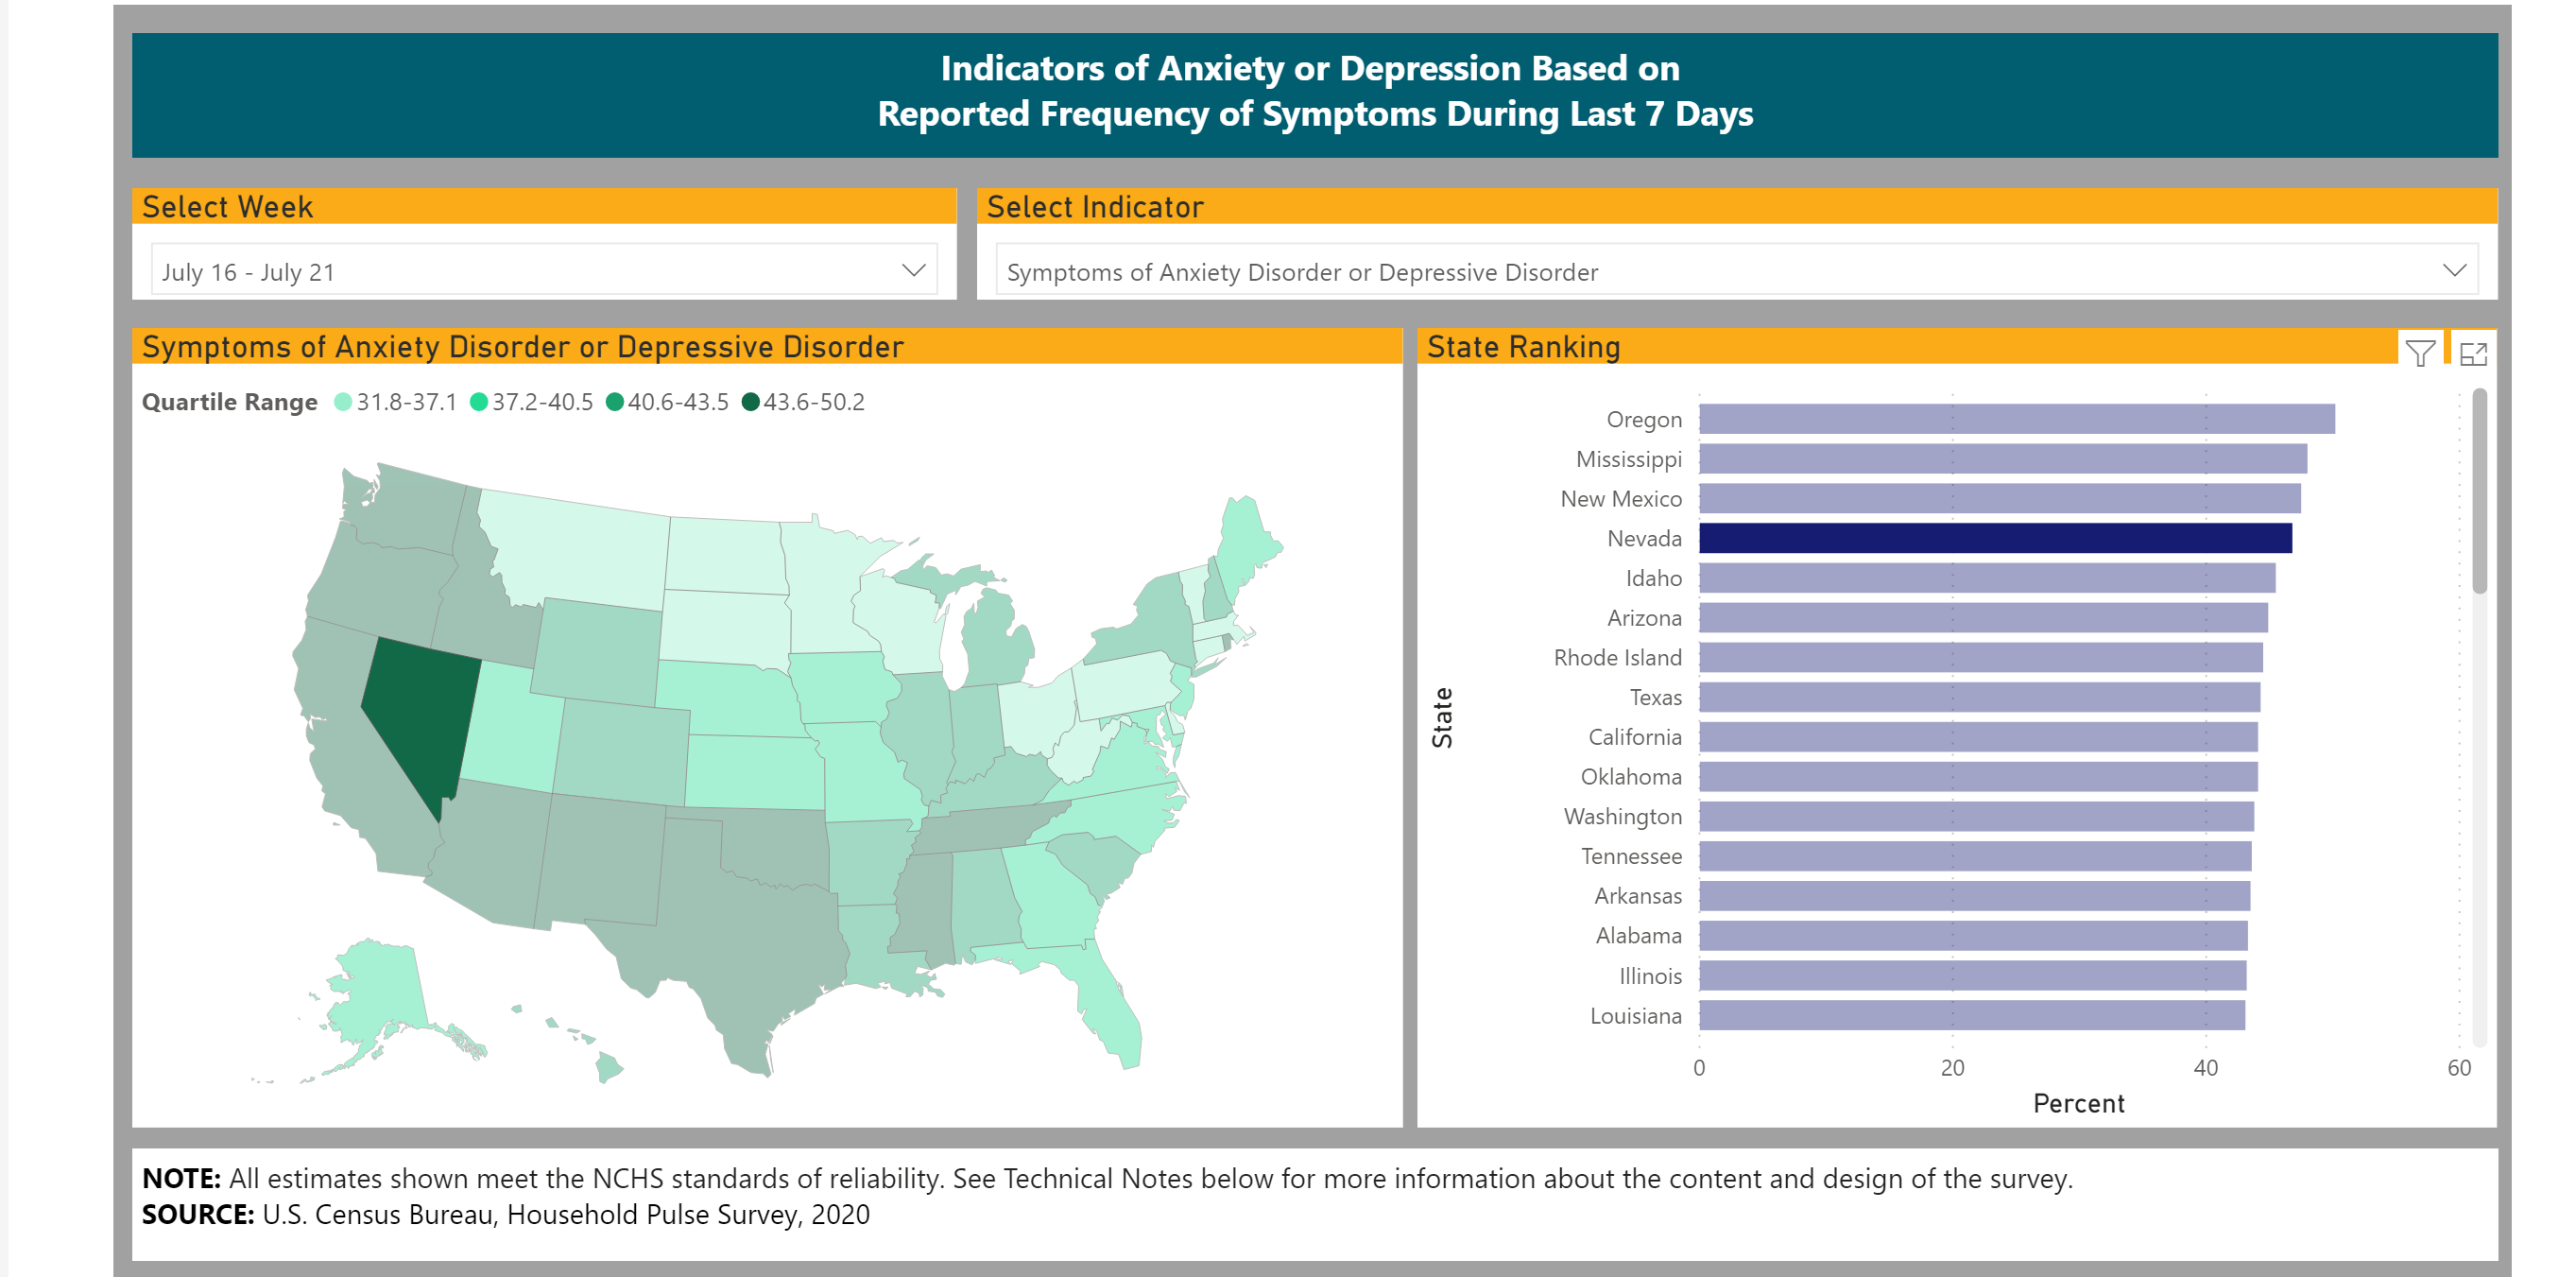 Indicators of Anxiety or Depression Based on
Reported Frequency of Symptoms During Last 7 Days
Select Week
July 16 - July 21
Select Indicator
Symptoms of Anxiety Disorder or Depressive Disorder
Symptoms of Anxiety Disorder or Depressive Disorder
Quartile Range 31.8-37.1 37.2-40.5 40.6-43.5 43.6-50.2
State Ranking
State
Oregon
Mississippi
New Mexico
Nevada
Idaho
Arizona
Rhode Island
Texas
California
Oklahoma
Washington
Tennessee
Arkansas
Alabama
Illinois
Louisiana
0 20 40 60
Percent
NOTE: All estimates shown meet the NCHS standards of reliability. See Technical Notes below for more information about the content and design of the survey.
SOURCE: U.S. Census Bureau, Household Pulse Survey, 2020